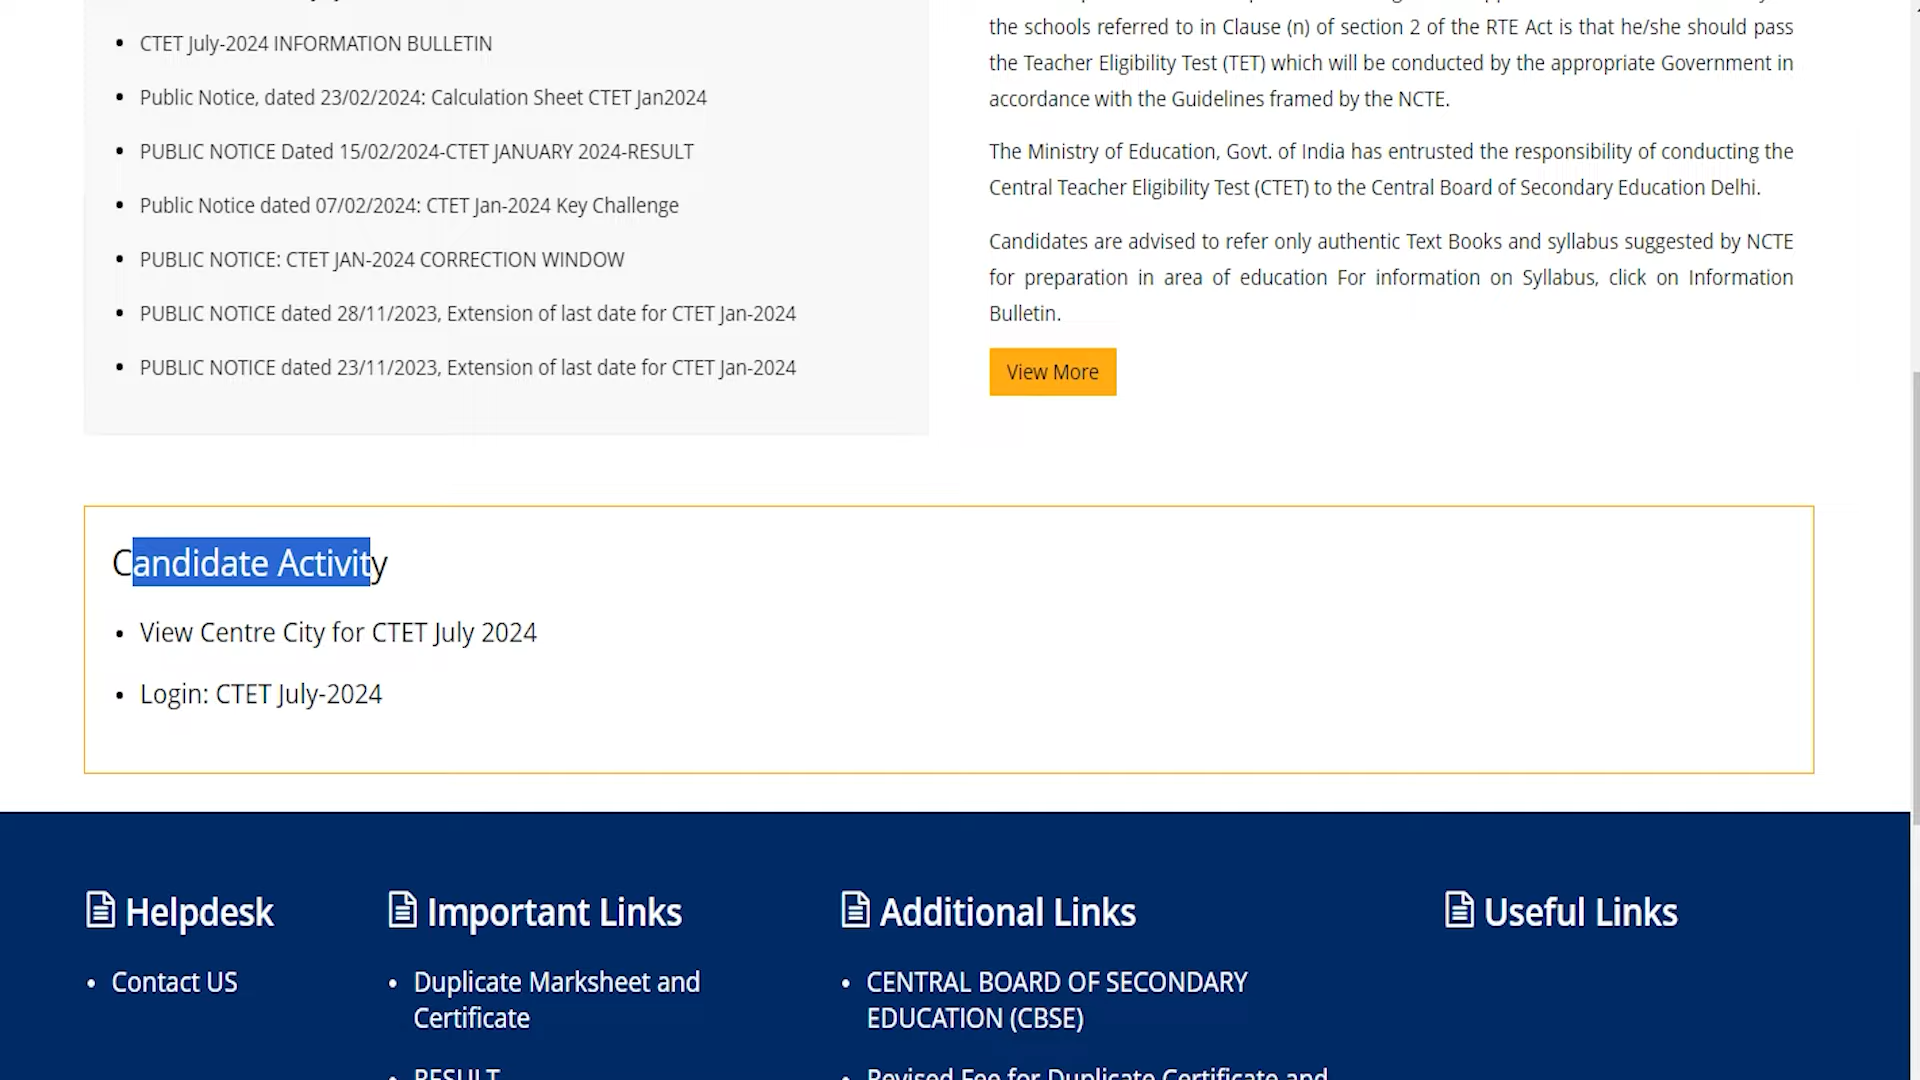 CTET July-2024 INFORMATION BULLETIN
Public Notice, dated 23/02/2024: Calculation Sheet CTET Jan2024
PUBLIC NOTICE Dated 15/02/2024-CTET JANUARY 2024-RESULT
Public Notice dated 07/02/2024: CTET Jan-2024 Key Challenge
PUBLIC NOTICE: CTET JAN-2024 CORRECTION WINDOW
PUBLIC NOTICE dated 28/11/2023, Extension of last date for CTET Jan-2024
PUBLIC NOTICE dated 23/11/2023, Extension of last date for CTET Jan-2024
the schools referred to in Clause (n) of section 2 of the RTE Act is that he/she should pass
the Teacher Eligibility Test (TET) which will be conducted by the appropriate Government in
accordance with the Guidelines framed by the NCTE.
The Ministry of Education, Govt. of India has entrusted the responsibility of conducting the
Central Teacher Eligibility Test (CTET) to the Central Board of Secondary Education Delhi.
Candidates are advised to refer only authentic Text Books and syllabus suggested by NCTE
for preparation in area of education For information on Syllabus, click on Information
Bulletin.
View More
Candidate Activity
View Centre City for CTET July 2024
Login: CTET July-2024
Helpdesk
Contact US
Important Links
Duplicate Marksheet and
Certificate
RESULT
Additional Links
CENTRAL BOARD OF SECONDARY
EDUCATION (CBSE)
Revised Fee for Duplicate Certificate and
Useful Links